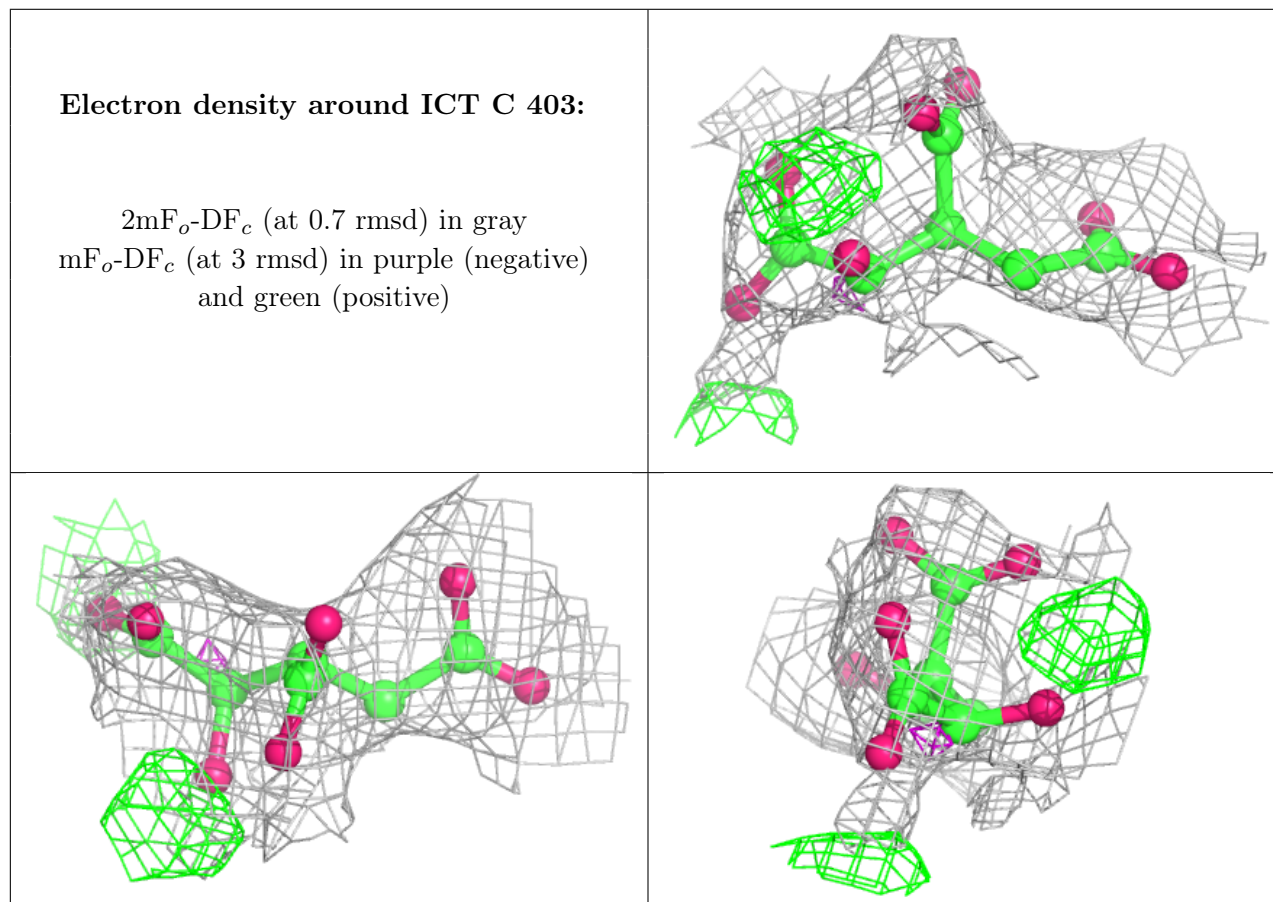 Electron density around ICT C 403:
2mFo-DFc (at 0.7 rmsd) in gray
mFo-DFc (at 3 rmsd) in purple (negative)
and green (positive)